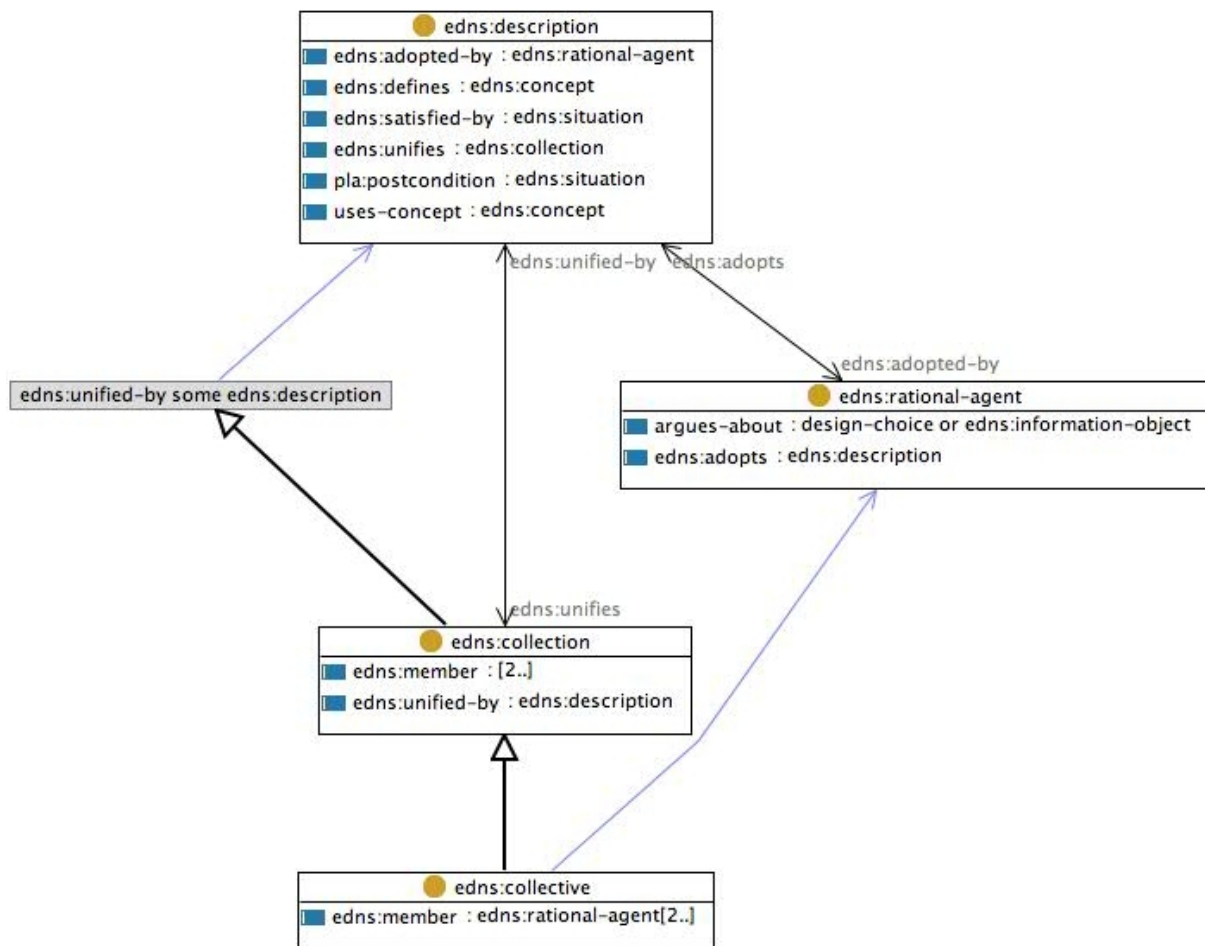 edns:description
edns:adopted-by : edns:rational-agent
edns:defines : edns:concept
edns:satisfied-by : edns:situation
edns:unifies : edns:collection
pla:postcondition : edns:situation
uses-concept : edns:concept
edns:unified-by
edns:adopts
edns:adopted-by
edns:unified-by some edns:description
edns:rational-agent
argues-about : design-choice or edns:information-object
edns:adopts : edns:description
edns:unifies
edns:collection
edns:member : [2..]
edns:unified-by : edns:description
edns:collective
edns:member : edns:rational-agent[2..]